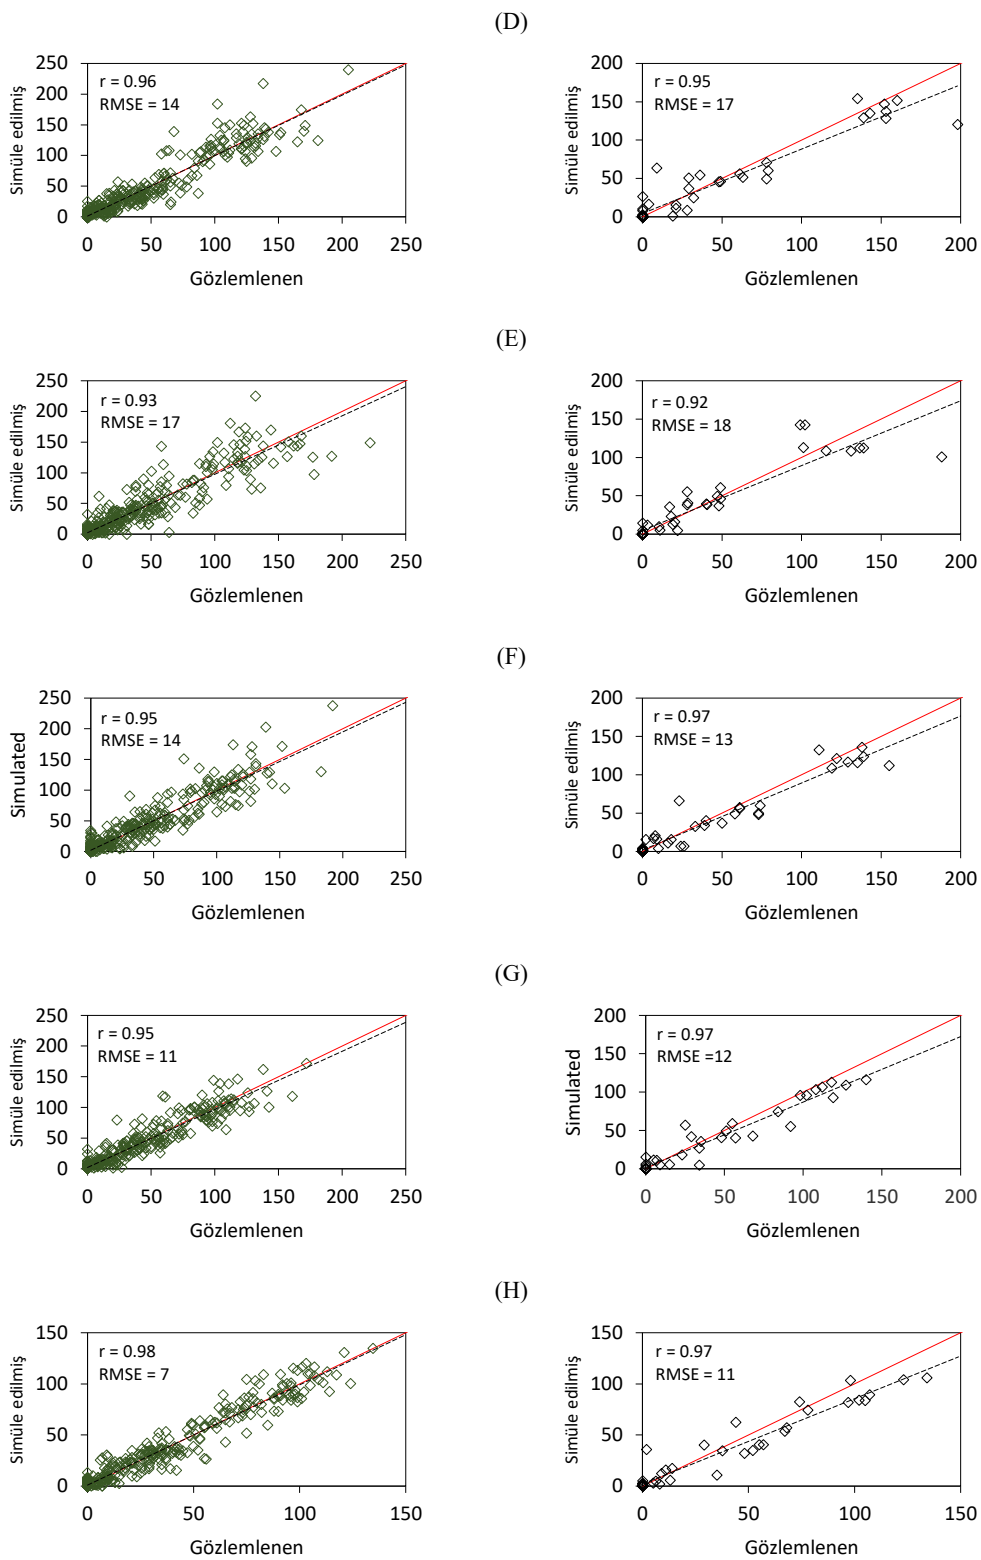 (D)
250
200
150
100
50
0
Simüle edilmiş
r = 0.96
RMSE = 14
0 50 100 150 200 250
Gözlemlenen
200
150
100
50
0
Simüle edilmiş
r = 0.95
RMSE = 17
0 50 100 150 200
Gözlemlenen
(E)
250
200
150
100
50
0
Simüle edilmiş
r = 0.93
RMSE = 17
0 50 100 150 200 250
Gözlemlenen
200
150
100
50
0
Simüle edilmiş
r = 0.92
RMSE = 18
0 50 100 150 200
Gözlemlenen
(F)
250
200
150
100
50
0
Simulated
r = 0.95
RMSE = 14
0 50 100 150 200 250
Gözlemlenen
200
150
100
50
0
Simüle edilmiş
r = 0.97
RMSE = 13
0 50 100 150 200
Gözlemlenen
(G)
250
200
150
100
50
0
Simüle edilmiş
r = 0.95
RMSE = 11
0 50 100 150 200 250
Gözlemlenen
200
150
100
50
0
Simulated
r = 0.97
RMSE =12
0 50 100 150 200
Gözlemlenen
(H)
150
100
50
0
Simüle edilmiş
r = 0.98
RMSE = 7
0 50 100 150
Gözlemlenen
150
100
50
0
Simüle edilmiş
r = 0.97
RMSE = 11
0 50 100 150
Gözlemlenen